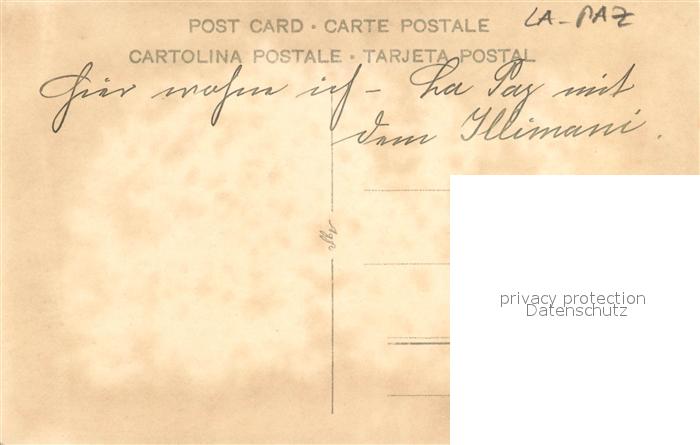 LA-PAZ
POST CARD · CARTE POSTALE
CARTOLINA POSTALE · TARJETA POSTAL
Hier wohne ich – La Paz mit
dem Illimani.
privacy protection
Datenschutz